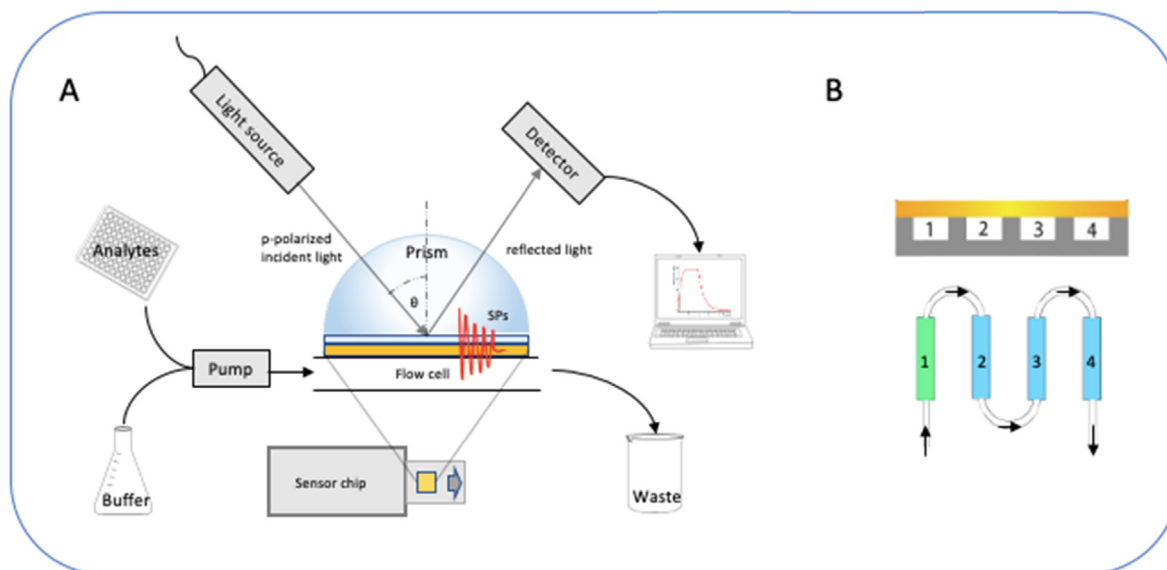 A
B
Light source
Detector
p-polarized
incident light
reflected light
Prism
θ
SPs
Analytes
Pump
Flow cell
Buffer
Sensor chip
Waste
1 2 3 4
1 2 3 4